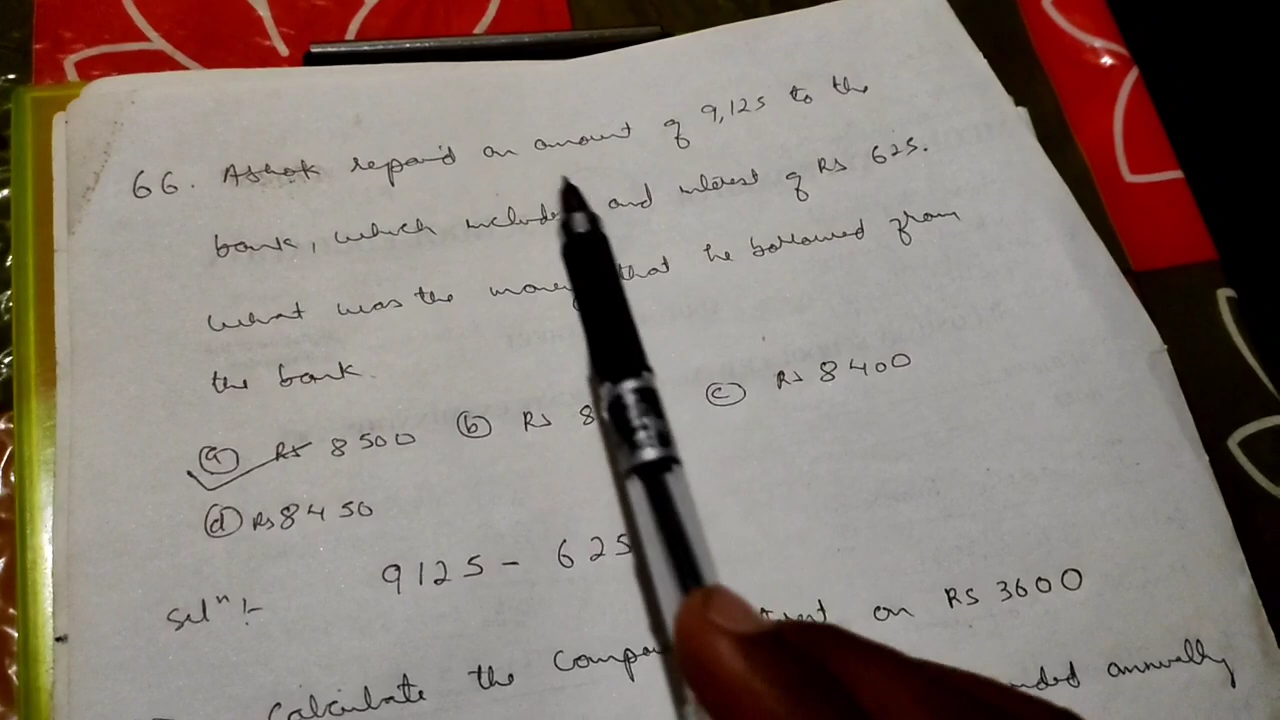 66. Ashok repaid an amount of 9,125 to the
bank, which include and interest of RS 625.
what was the money that he borrowed from
the bank.
(a) RS 8500 (b) RS 8 (c) RS 8400
(d) RS 8450
Solⁿ :- 9125 - 625
Calculate the on RS 3600
annually